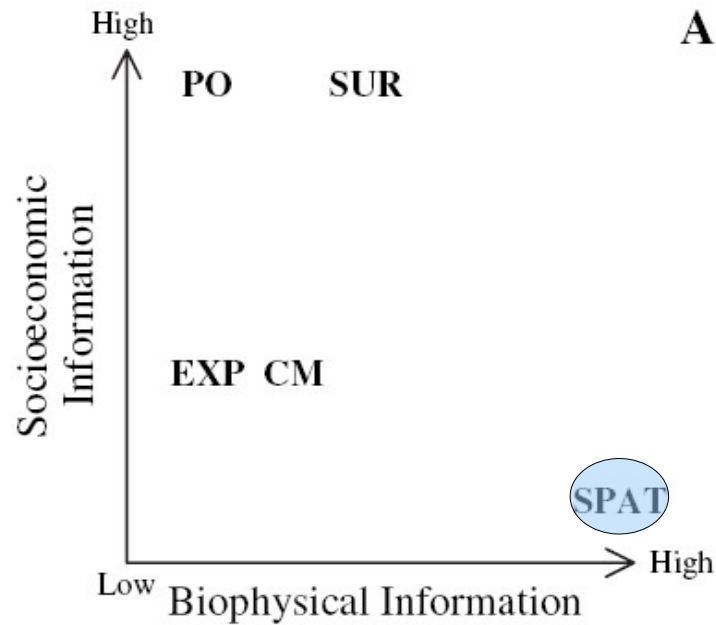 High
A
PO SUR
Socioeconomic
Information
EXP CM
SPAT
High
Low
Biophysical Information